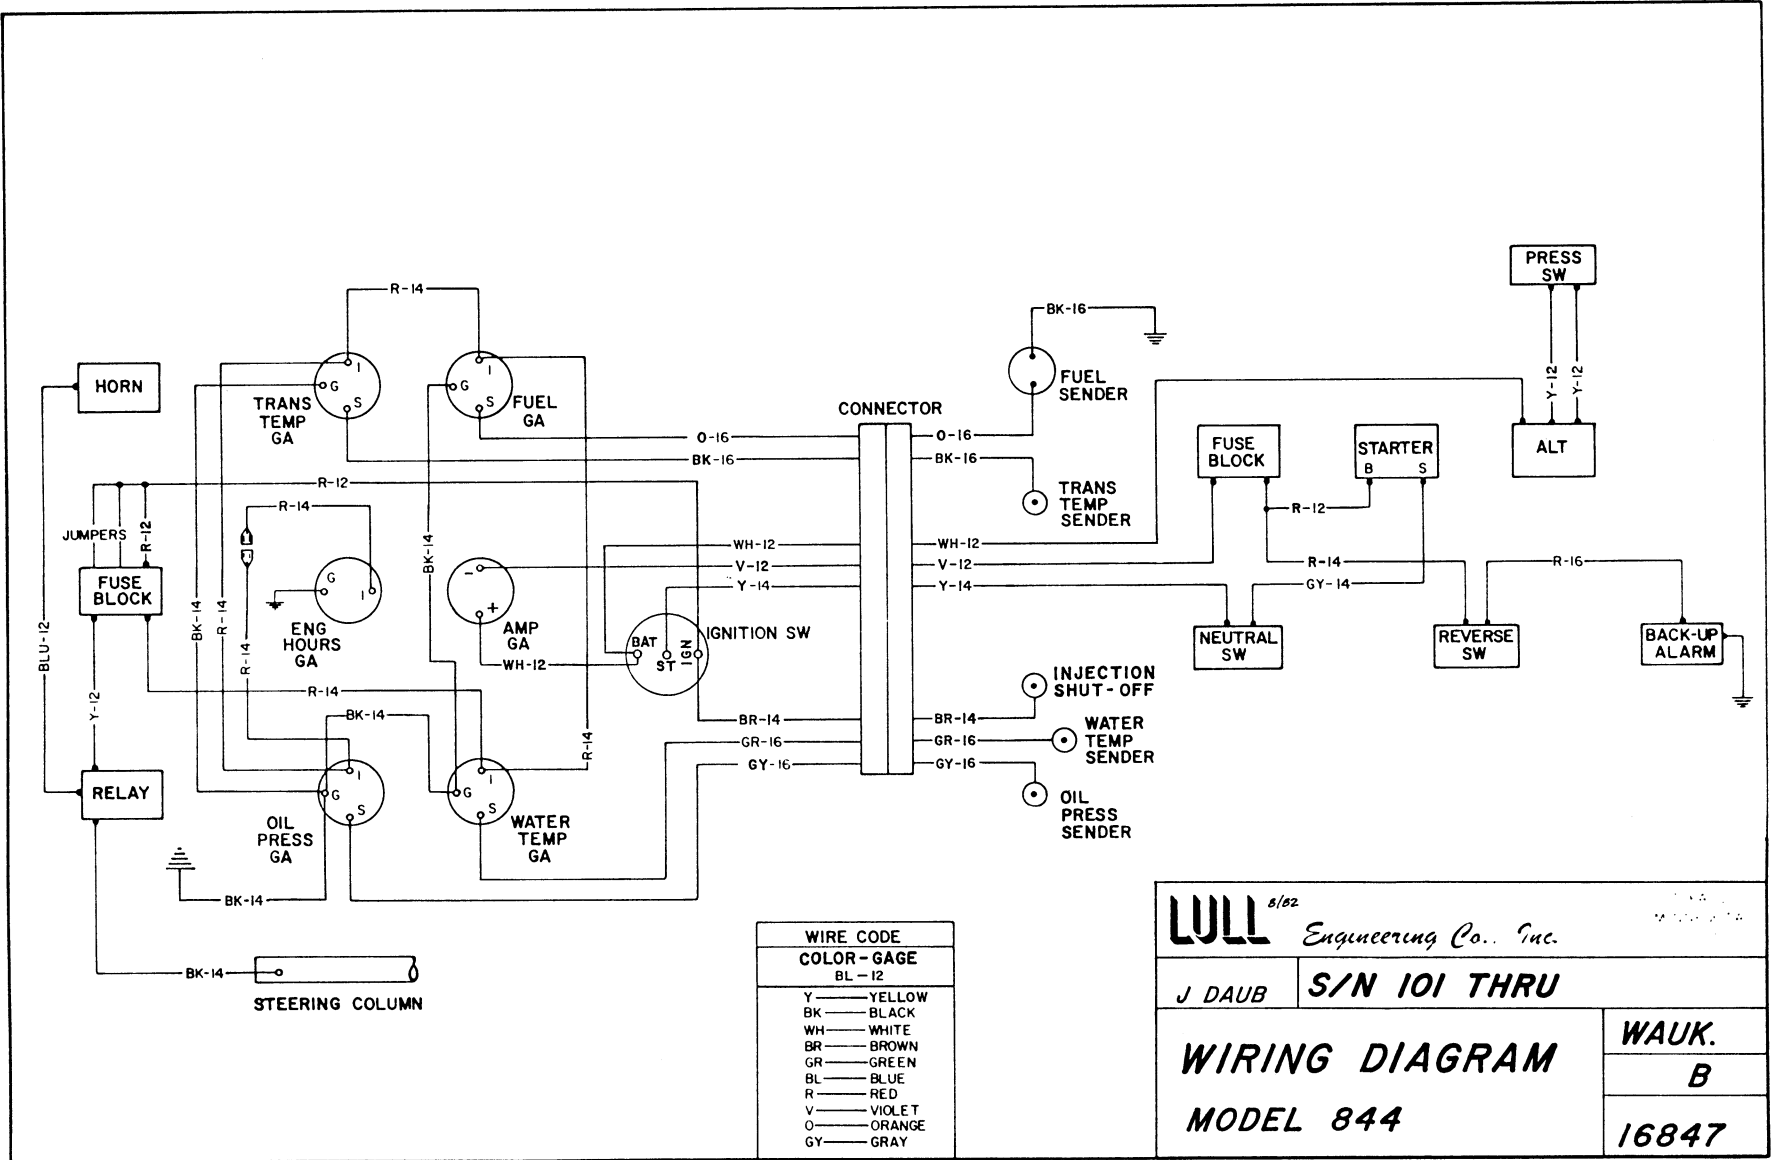 R-14
PRESS
SW
BK-16
FUEL
SENDER
Y-12
Y-12
HORN
I
G
S
TRANS
TEMP
GA
I
G
S
FUEL
GA
CONNECTOR
O-16
O-16
BK-16
BK-16
TRANS
TEMP
SENDER
FUSE
BLOCK
STARTER
B S
ALT
R-12
R-12
R-14
JUMPERS
R-12
BK-14
WH-12
WH-12
V-12
V-12
Y-14
Y-14
R-14
GY-14
R-16
FUSE
BLOCK
G
I
ENG
HOURS
GA
-
+
AMP
GA
WH-12
BAT
ST
IGN
IGNITION SW
NEUTRAL
SW
REVERSE
SW
BACK-UP
ALARM
BLU-12
BK-14
R-14
R-14
Y-12
R-14
BK-14
R-14
INJECTION
SHUT-OFF
BR-14
BR-14
GR-16
GR-16
WATER
TEMP
SENDER
GY-16
GY-16
OIL
PRESS
SENDER
RELAY
I
G
S
OIL
PRESS
GA
I
G
S
WATER
TEMP
GA
BK-14
BK-14
STEERING COLUMN
WIRE CODE
COLOR-GAGE
BL-12
Y YELLOW
BK BLACK
WH WHITE
BR BROWN
GR GREEN
BL BLUE
R RED
V VIOLET
O ORANGE
GY GRAY
LULL 8/82 Engineering Co.. Inc.
J DAUB S/N 101 THRU
WIRING DIAGRAM
MODEL 844
WAUK.
B
16847